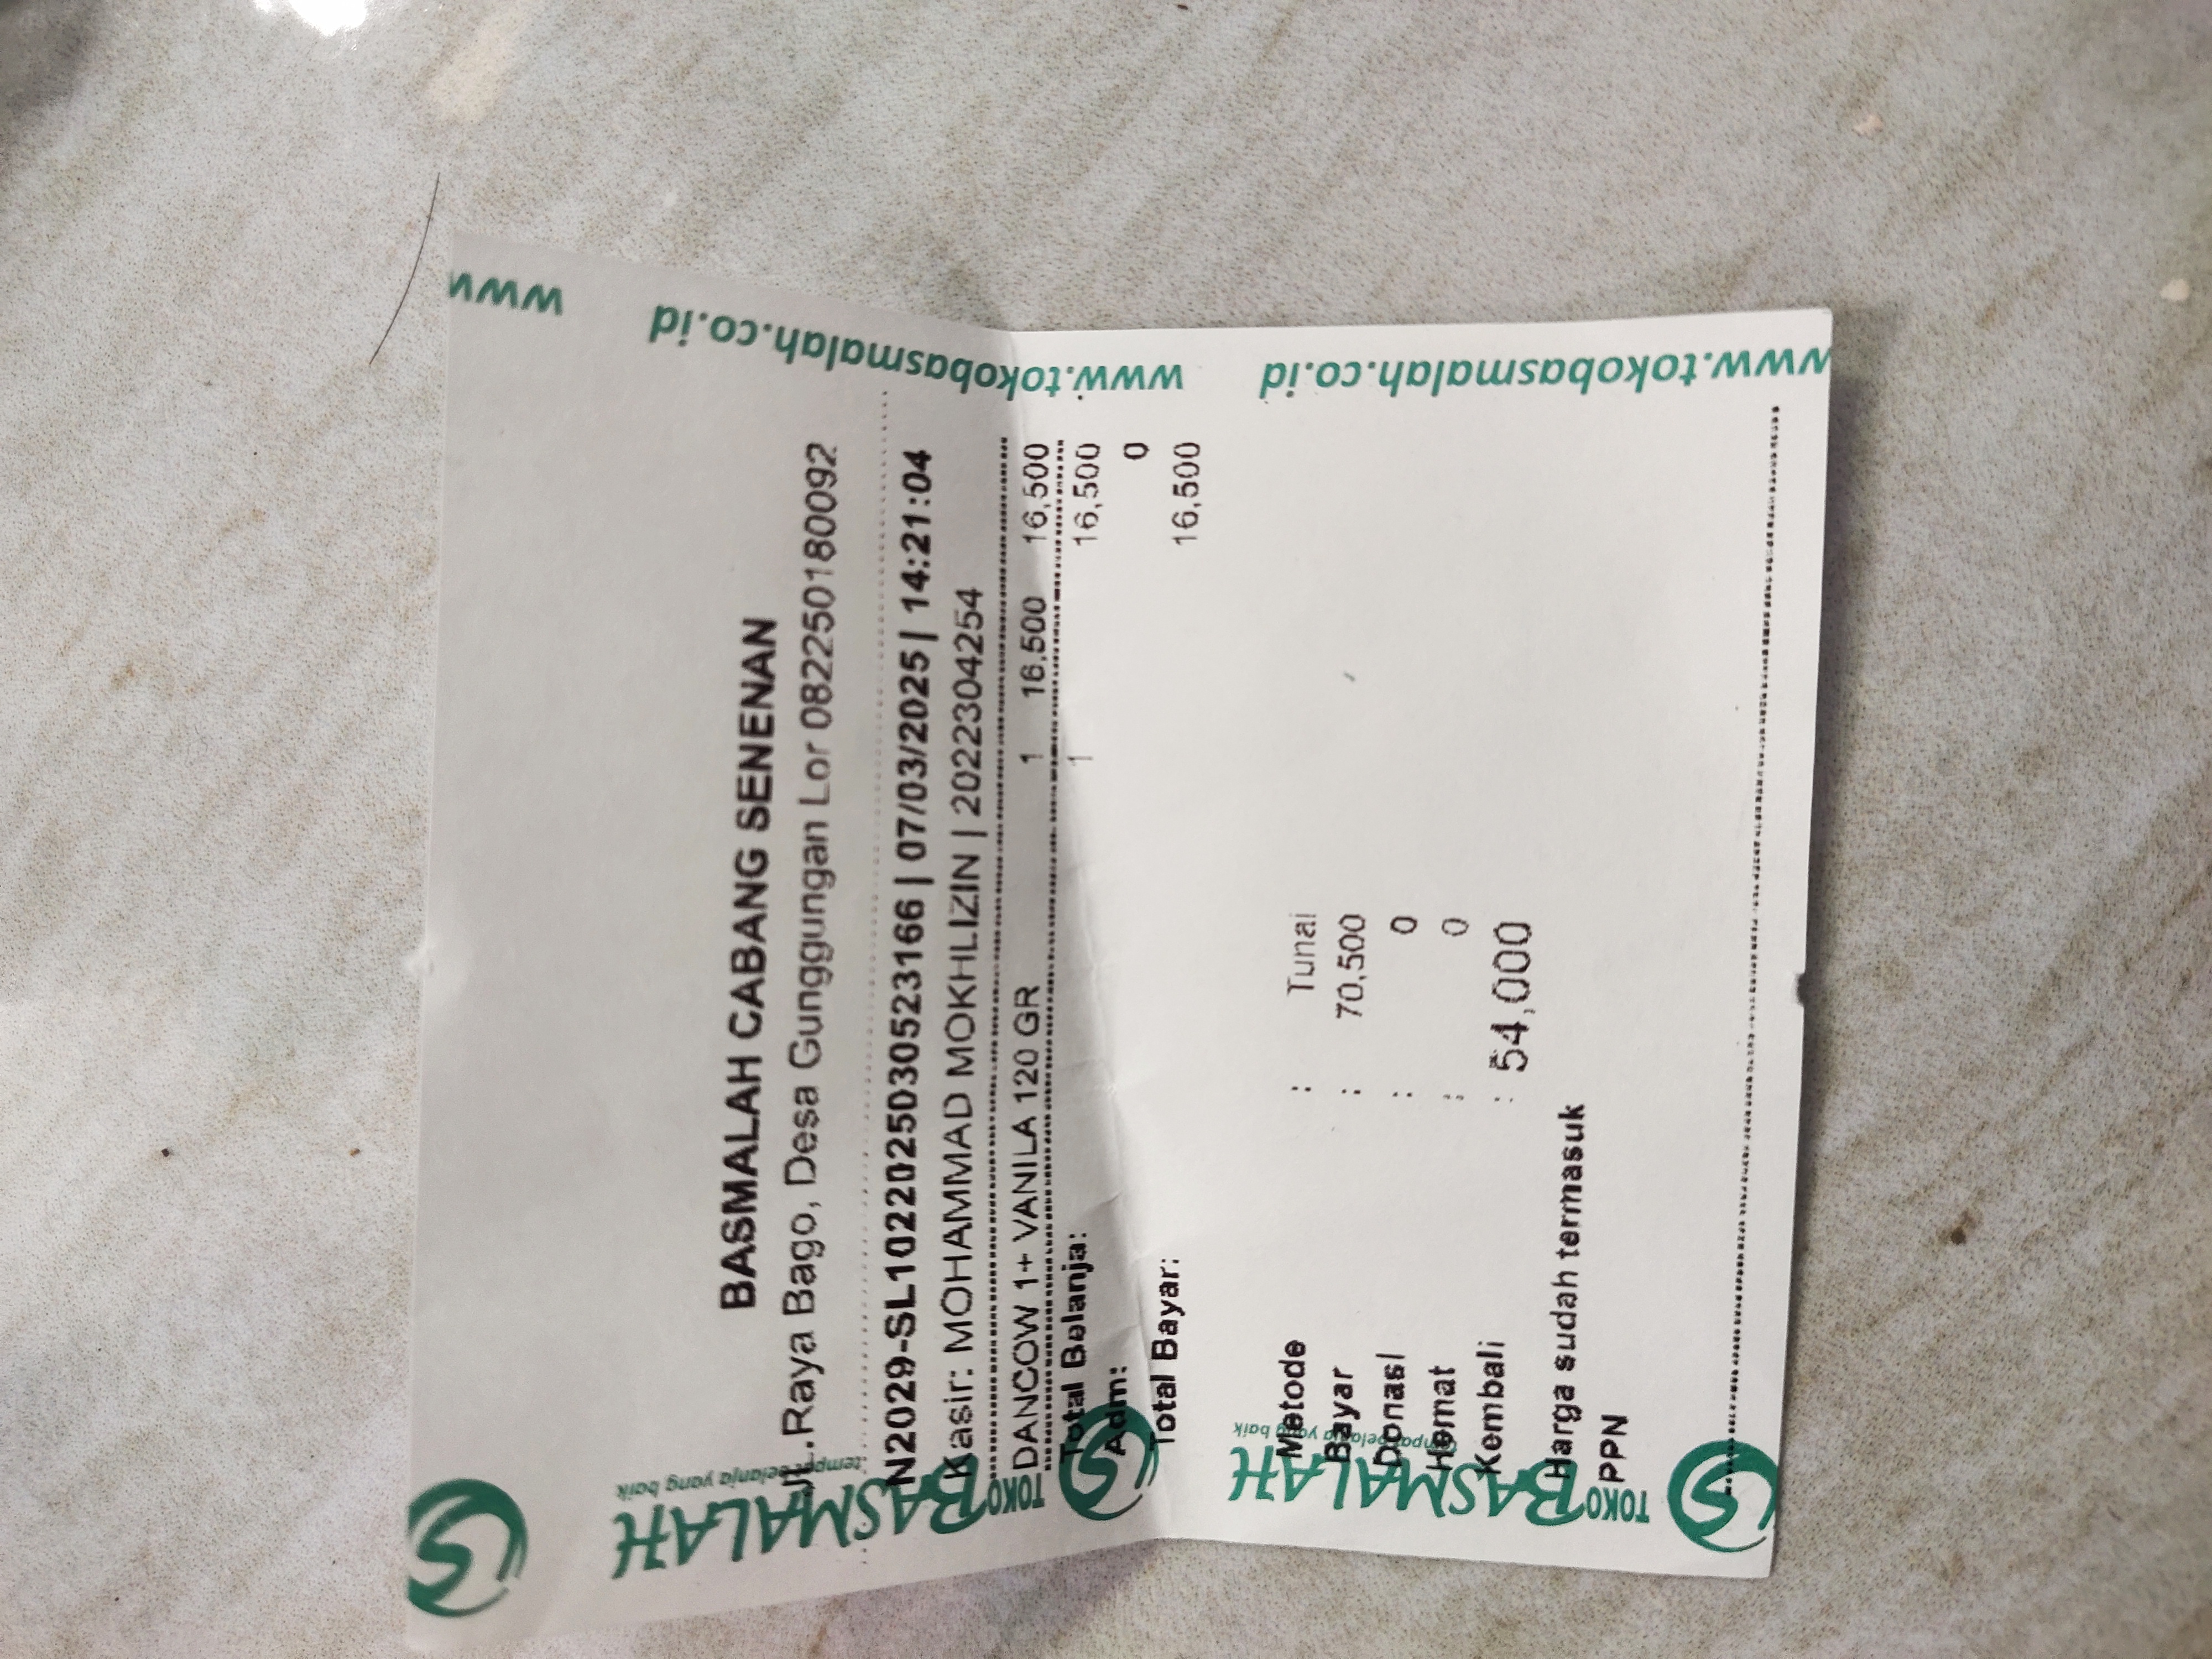 BASMALAH CABANG SENENAN
JL.Raya Bago, Desa Gunggungan Lor 082250180092
N2029-SL1022025030523166 | 07/03/2025 | 14:21:04
Kasir: MOHAMMAD MOKHLIZIN | 2022304254
DANCOW 1+ VANILA 120 GR 1 16,500 16,500
Total Belanja: 1 16,500
Adm: 0
Total Bayar: 16,500
Metode : Tunai
Bayar : 70,500
Donasi : 0
Hemat : 0
Kembali : 54,000
Harga sudah termasuk
PPN
www
www.tokobasmalah.co.id
www.tokobasmalah.co.id
TOKO BASMALAH
tempat belanja yang baik
TOKO BASMALAH
tempat belanja yang baik